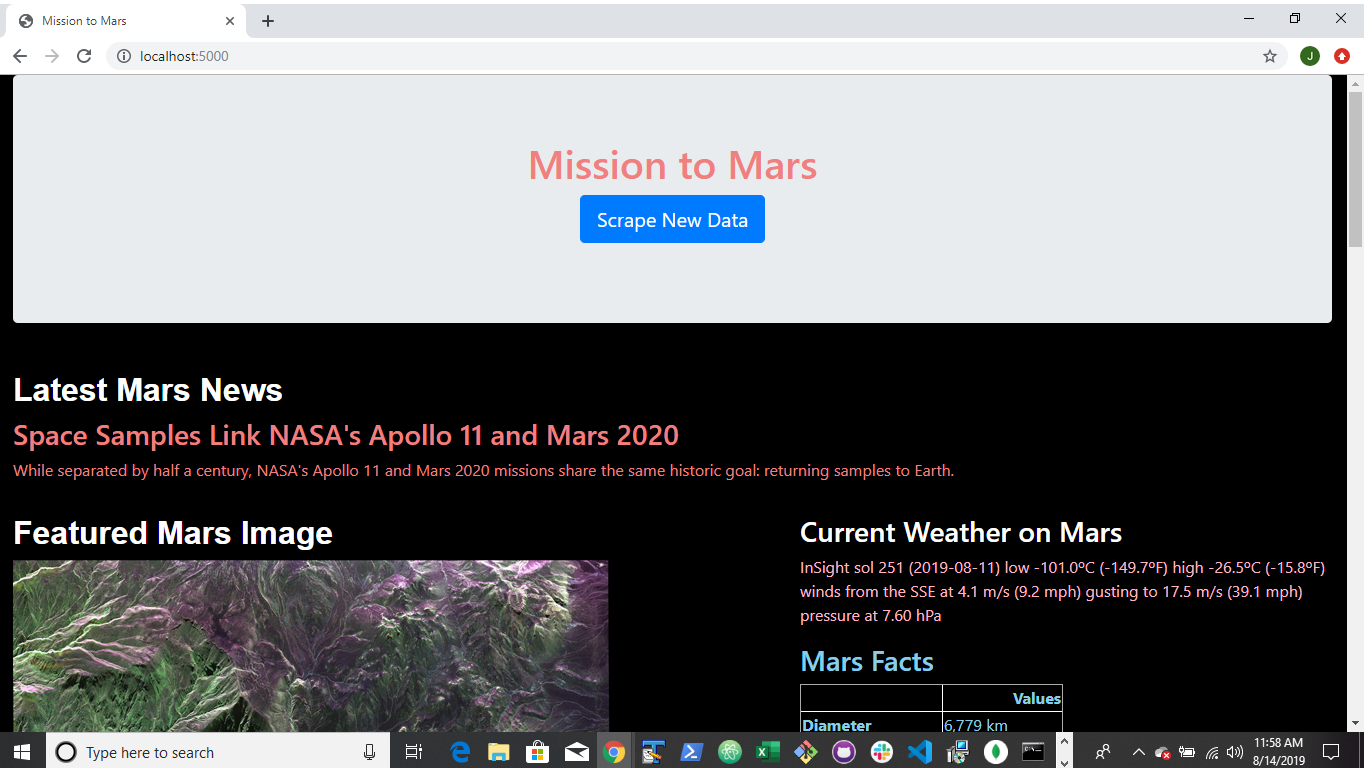 Mission to Mars
localhost:5000
J
Mission to Mars
Scrape New Data
Latest Mars News
Space Samples Link NASA's Apollo 11 and Mars 2020
While separated by half a century, NASA's Apollo 11 and Mars 2020 missions share the same historic goal: returning samples to Earth.
Featured Mars Image
Current Weather on Mars
InSight sol 251 (2019-08-11) low -101.0ºC (-149.7ºF) high -26.5ºC (-15.8ºF)
winds from the SSE at 4.1 m/s (9.2 mph) gusting to 17.5 m/s (39.1 mph)
pressure at 7.60 hPa
Mars Facts
Values
Diameter 6,779 km
Type here to search
11:58 AM
8/14/2019